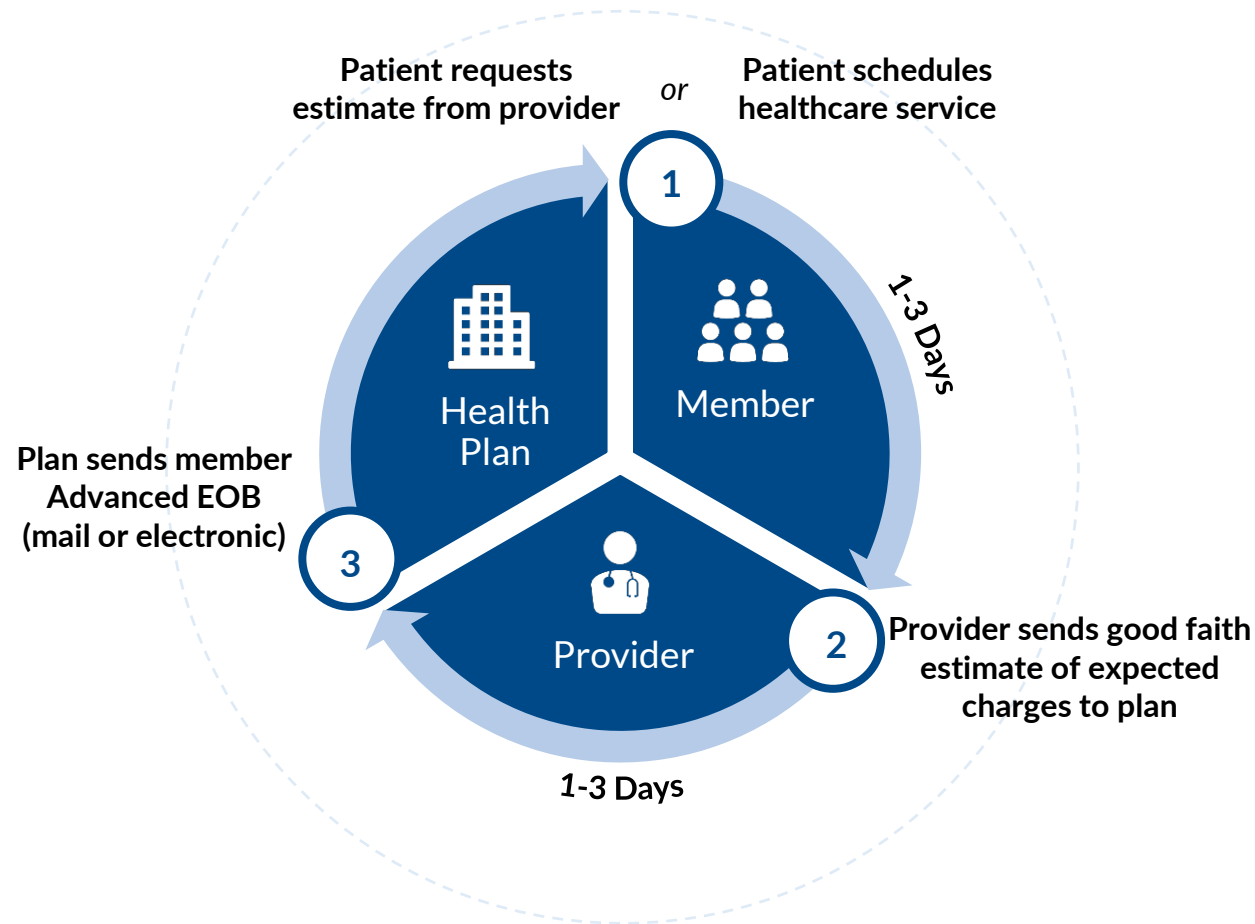 Patient requests
estimate from provider
or
Patient schedules
healthcare service
1
1-3 Days
Member
Health
Plan
Plan sends member
Advanced EOB
(mail or electronic)
3
Provider
2
Provider sends good faith
estimate of expected
charges to plan
1-3 Days